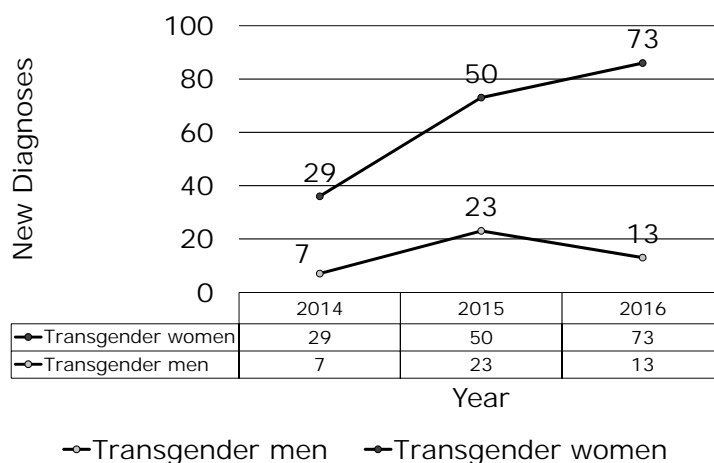 New Diagnoses
100
80
60
40
20
0
29
50
73
7
23
13
2014 2015 2016
Transgender women 29 50 73
Transgender men 7 23 13
Year
Transgender men Transgender women